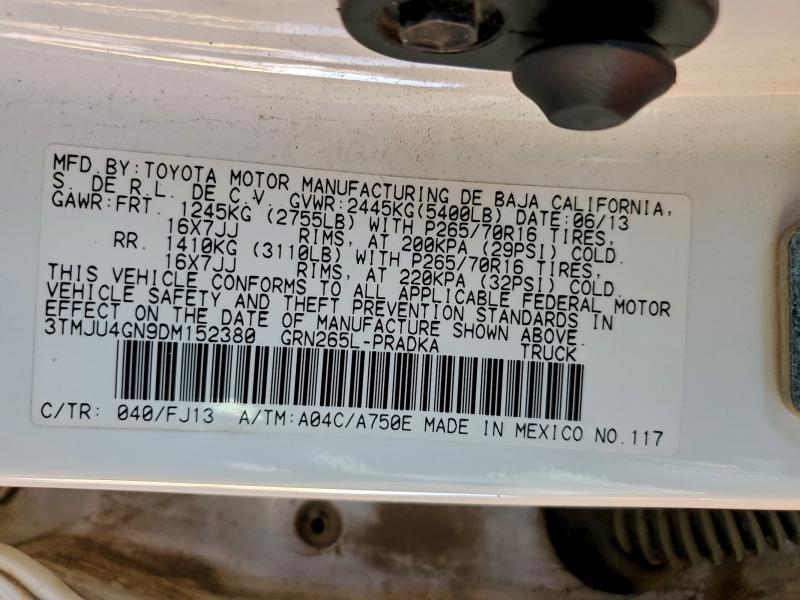 MFD. BY: TOYOTA MOTOR MANUFACTURING DE BAJA CALIFORNIA,
S. DE R.L. DE C.V. GVWR: 2445KG(5400LB) DATE: 06/13
GAWR: FRT. 1245KG (2755LB) WITH P265/70R16 TIRES,
16X7JJ RIMS, AT 200KPA (29PSI) COLD.
RR. 1410KG (3110LB) WITH P265/70R16 TIRES,
16X7JJ RIMS, AT 220KPA (32PSI) COLD.
THIS VEHICLE CONFORMS TO ALL APPLICABLE FEDERAL MOTOR
VEHICLE SAFETY AND THEFT PREVENTION STANDARDS IN
EFFECT ON THE DATE OF MANUFACTURE SHOWN ABOVE.
3TMJU4GN9DM152380 GRN265L-PRADKA TRUCK
C/TR: 040/FJ13 A/TM: A04C/A750E MADE IN MEXICO NO. 117